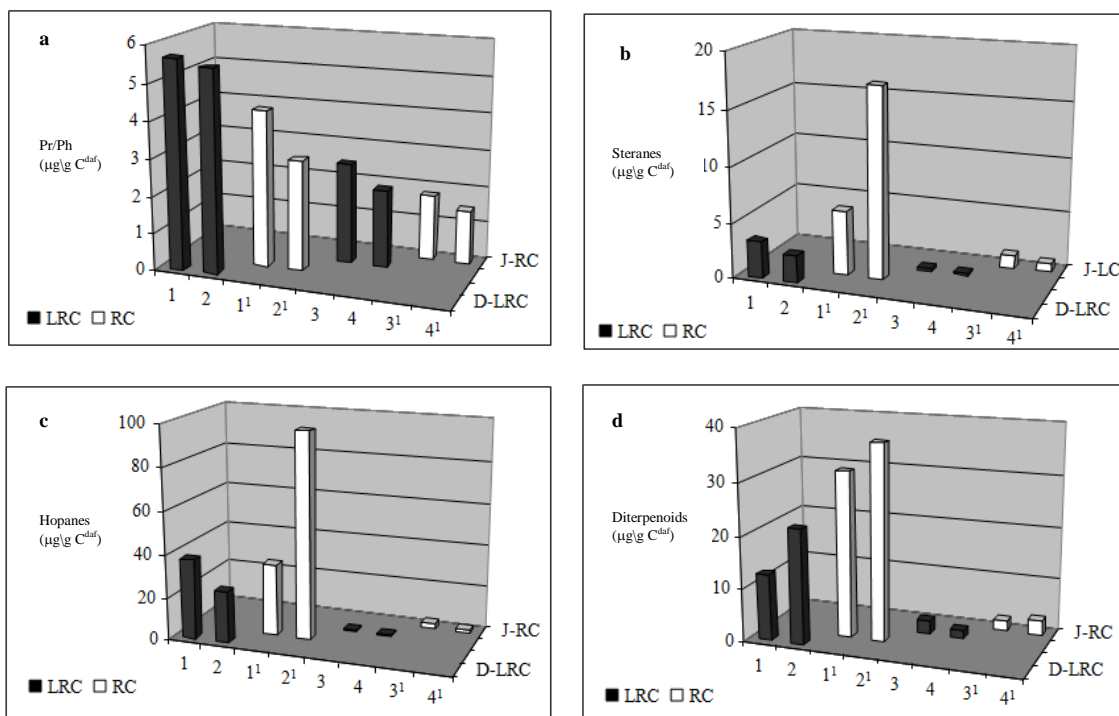 a
6
5
4
3
2
1
0
Pr/Ph
(µg\g C^daf)
1 2 1¹ 2¹ 3 4 3¹ 4¹
J-RC
D-LRC
LRC RC
b
20
15
10
5
0
Steranes
(µg\g C^daf)
1 2 1¹ 2¹ 3 4 3¹ 4¹
J-LC
D-LRC
LRC RC
c
100
80
60
40
20
0
Hopanes
(µg\g C^daf)
1 2 1¹ 2¹ 3 4 3¹ 4¹
J-RC
D-LRC
LRC RC
d
40
30
20
10
0
Diterpenoids
(µg\g C^daf)
1 2 1¹ 2¹ 3 4 3¹ 4¹
J-RC
D-LRC
LRC RC